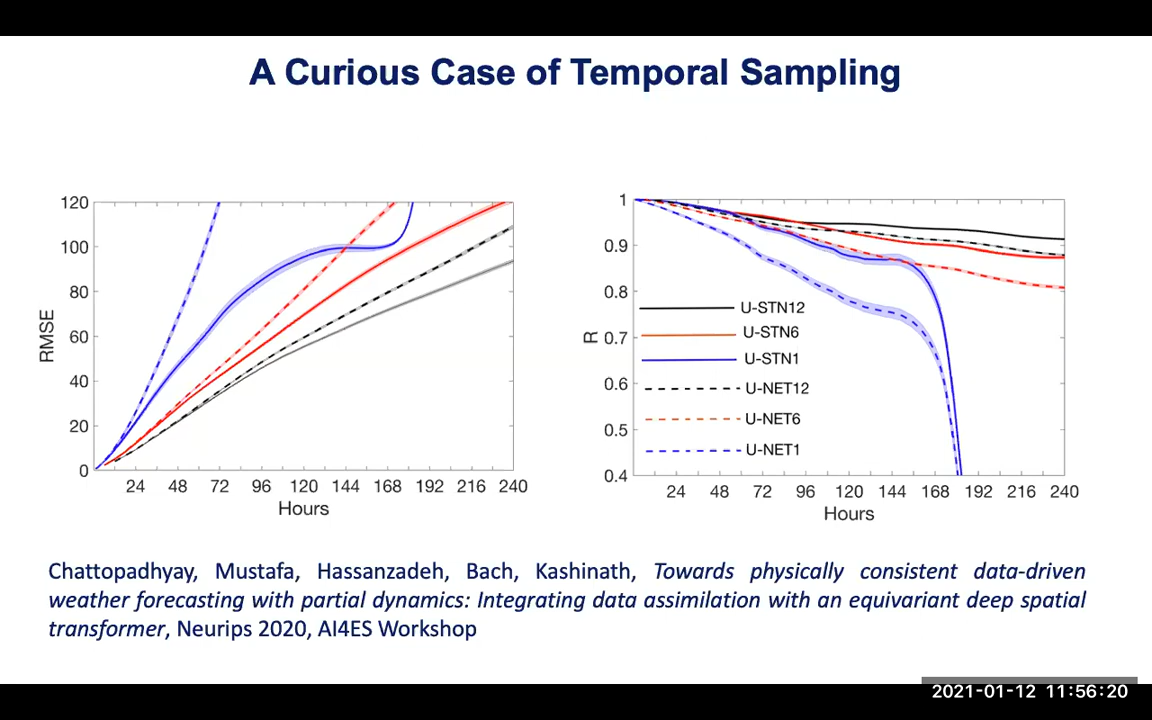 A Curious Case of Temporal Sampling
120
100
80
60
40
20
0
RMSE
24 48 72 96 120 144 168 192 216 240
Hours
1
0.9
0.8
0.7
0.6
0.5
0.4
R
U-STN12
U-STN6
U-STN1
U-NET12
U-NET6
U-NET1
24 48 72 96 120 144 168 192 216 240
Hours
Chattopadhyay, Mustafa, Hassanzadeh, Bach, Kashinath, Towards physically consistent data-driven
weather forecasting with partial dynamics: Integrating data assimilation with an equivariant deep spatial
transformer, Neurips 2020, AI4ES Workshop
2021-01-12 11:56:20